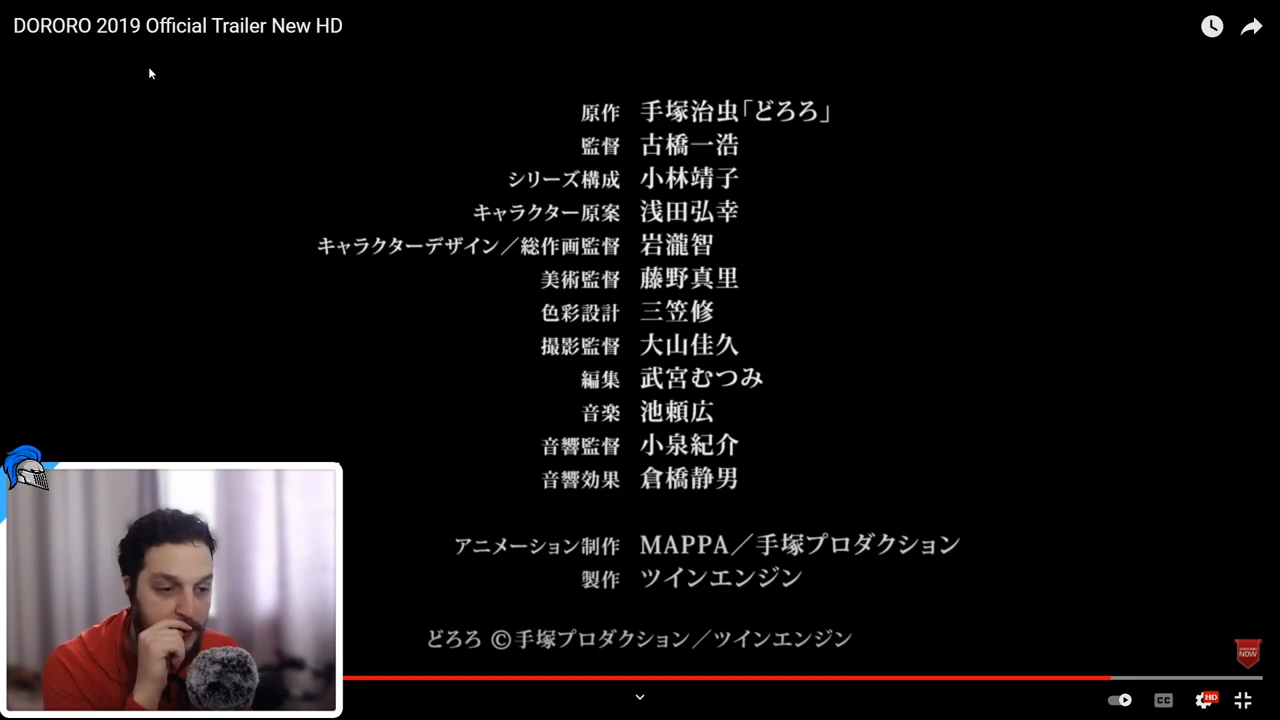 DORORO 2019 Official Trailer New HD
原作 手塚治虫「どろろ」
監督 古橋一浩
シリーズ構成 小林靖子
キャラクター原案 浅田弘幸
キャラクターデザイン／総作画監督 岩瀧智
美術監督 藤野真里
色彩設計 三笠修
撮影監督 大山佳久
編集 武宮むつみ
音楽 池頼広
音響監督 小泉紀介
音響効果 倉橋静男
アニメーション制作 MAPPA／手塚プロダクション
製作 ツインエンジン
どろろ ©手塚プロダクション／ツインエンジン
NOW
CC
HD